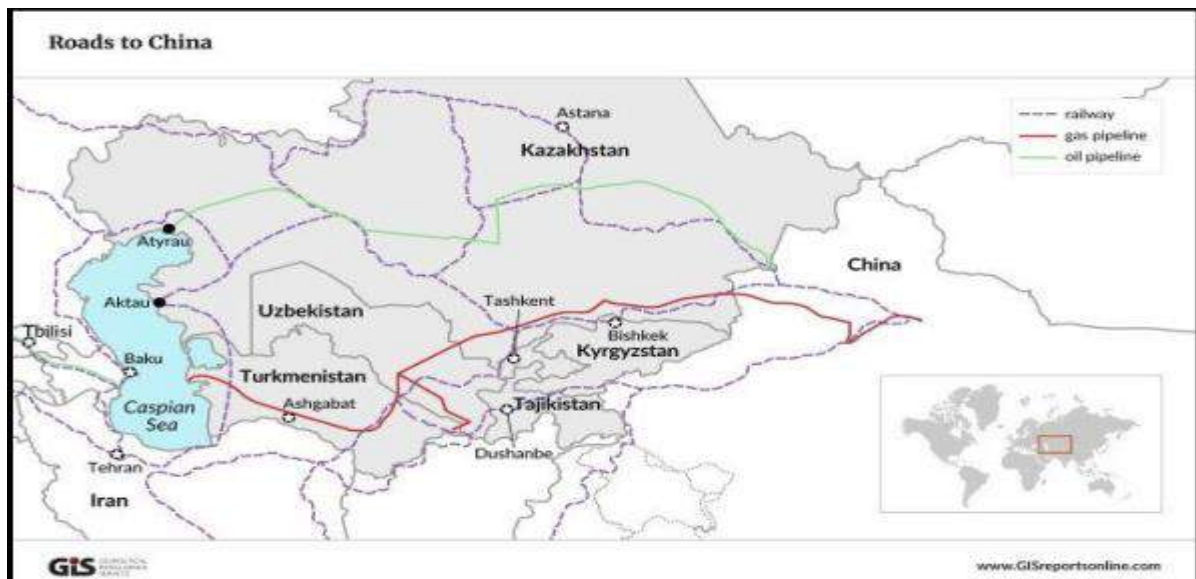 Roads to China
railway
gas pipeline
oil pipeline
Astana
Kazakhstan
Atyrau
China
Aktau
Tashkent
Uzbekistan
Tbilisi
Bishkek
Kyrgyzstan
Baku
Turkmenistan
Caspian
Sea
Ashgabat
Tajikistan
Dushanbe
Tehran
Iran
GIS
www.GISreportsonline.com